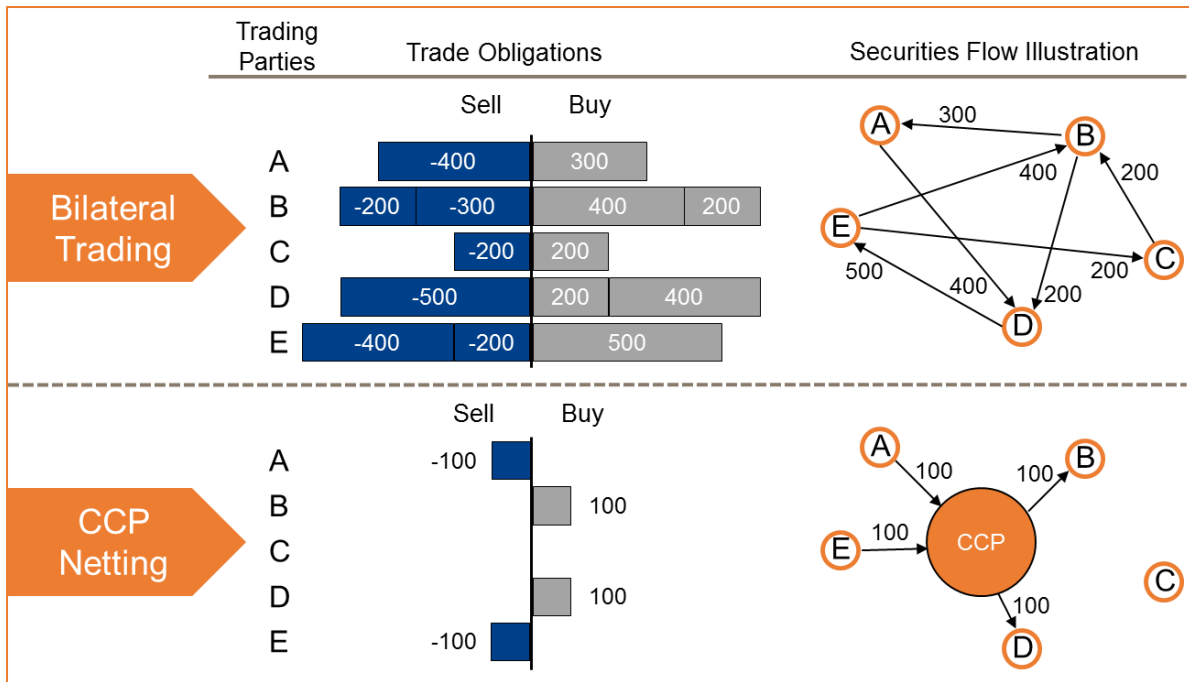 Trading
Parties
Trade Obligations
Securities Flow Illustration
Bilateral
Trading
Sell
Buy
A
-400
300
B
-200
-300
400
200
C
-200
200
D
-500
200
400
E
-400
-200
500
A
300
B
400
200
E
200
C
500
400
200
D
CCP
Netting
Sell
Buy
A
-100
B
100
C
D
100
E
-100
A
100
100
B
E
100
CCP
C
100
D